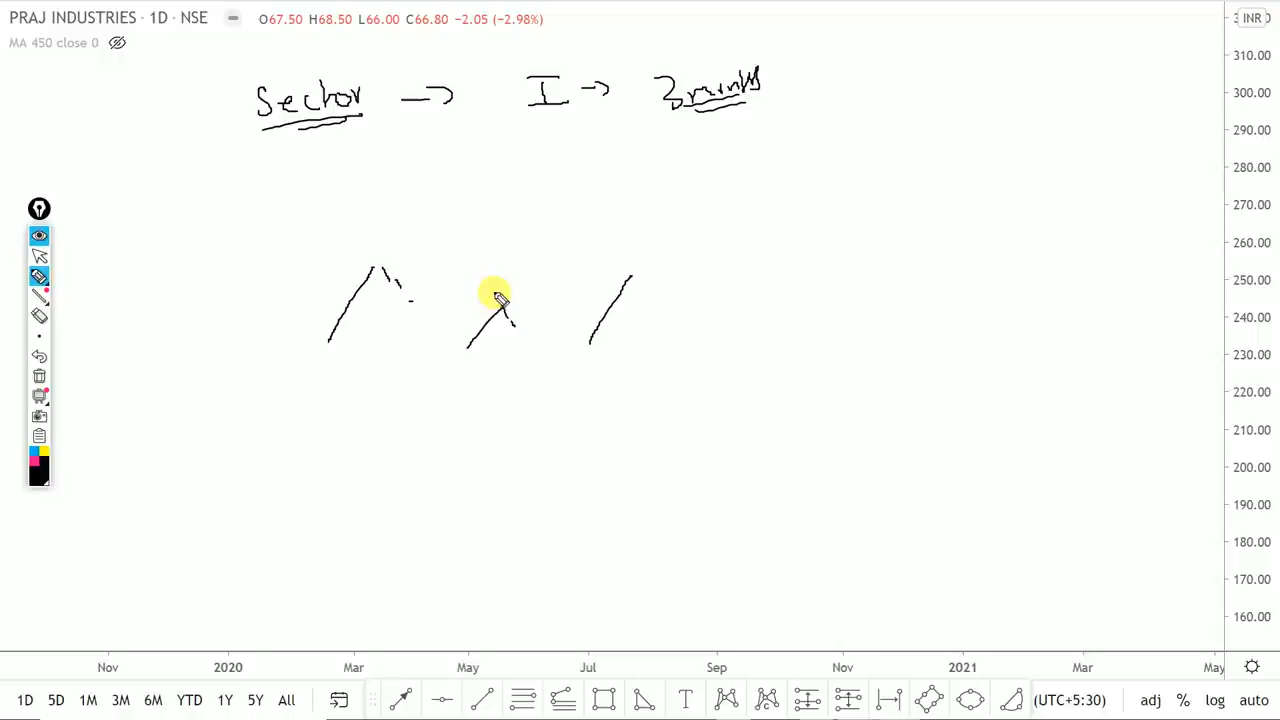 PRAJ INDUSTRIES · 1D · NSE O67.50 H68.50 L66.00 C66.80 −2.05 (−2.98%)
INR
MA 450 close 0
310.00
Sector → I →
300.00
290.00
280.00
270.00
260.00
250.00
240.00
230.00
220.00
210.00
200.00
190.00
180.00
170.00
160.00
Nov 2020 Mar May Jul Sep Nov 2021 Mar May
1D 5D 1M 3M 6M YTD 1Y 5Y All T (UTC+5:30) adj % log auto